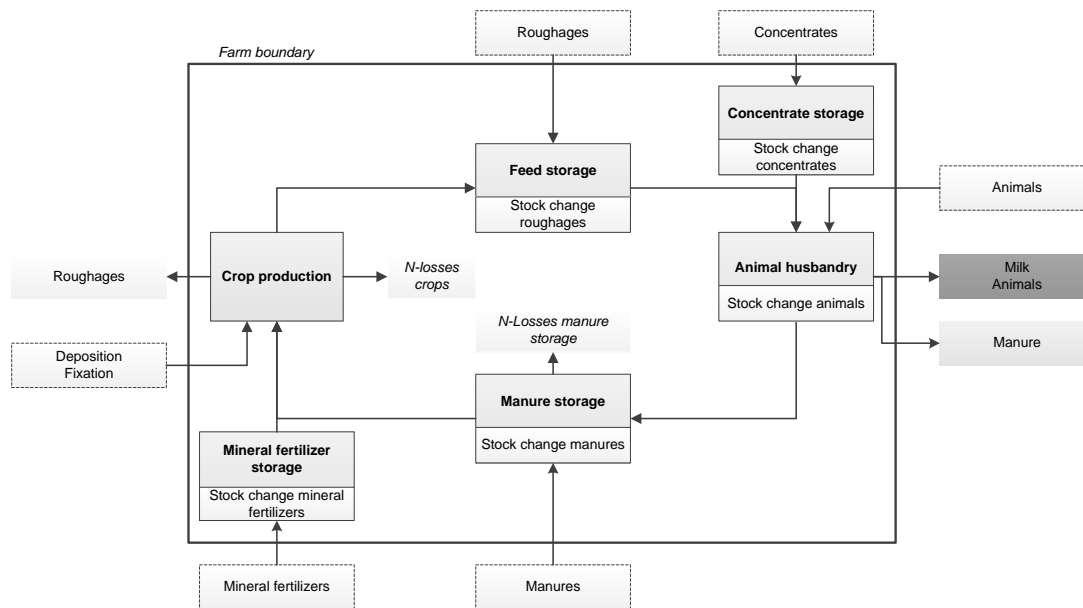 Roughages
Concentrates
Farm boundary
Concentrate storage
Stock change
concentrates
Feed storage
Stock change
roughages
Animals
Roughages
Crop production
N-losses
crops
Animal husbandry
Stock change animals
Milk
Animals
N-Losses manure
storage
Manure
Deposition
Fixation
Manure storage
Stock change manures
Mineral fertilizer
storage
Stock change mineral
fertilizers
Mineral fertilizers
Manures